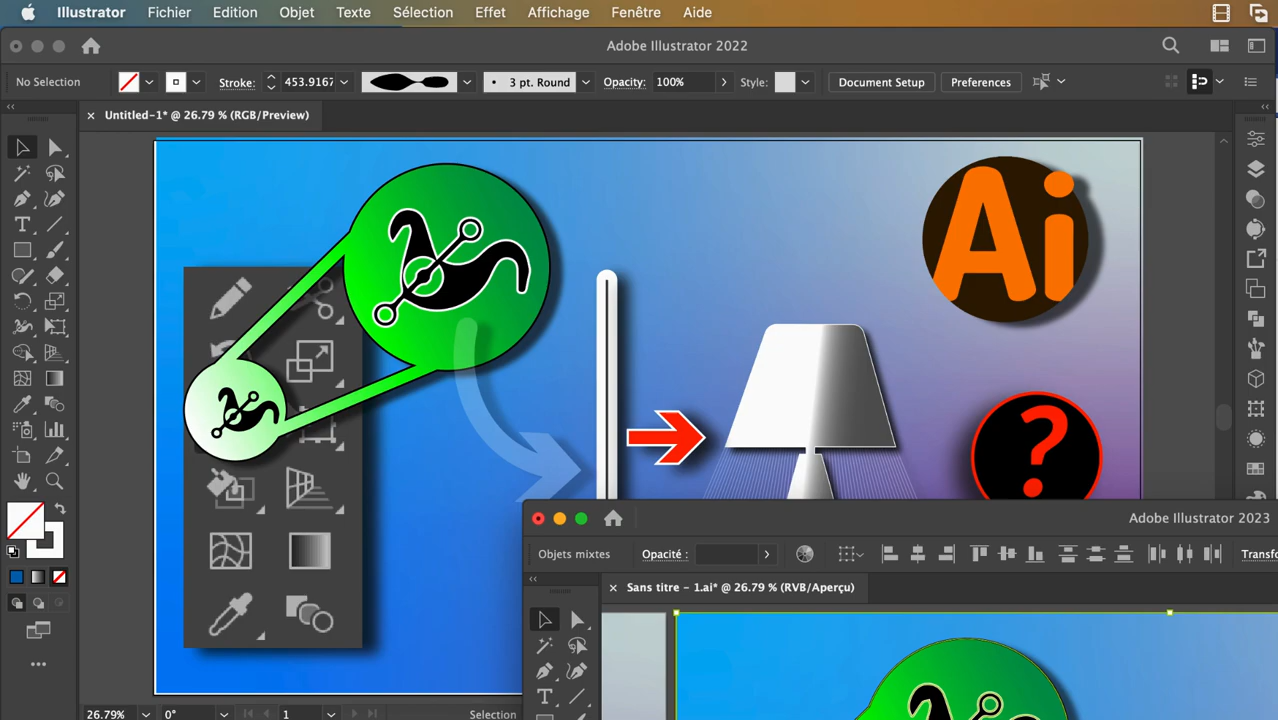 Illustrator Fichier Edition Objet Texte Sélection Effet Affichage Fenêtre Aide
Adobe Illustrator 2022
No Selection Stroke: 453.9167 3 pt. Round Opacity: 100% Style: Document Setup Preferences
Untitled-1* @ 26.79 % (RGB/Preview)
Ai
?
Adobe Illustrator 2023
Objets mixtes Opacité : Transfo
Sans titre - 1.ai* @ 26.79 % (RVB/Aperçu)
26.79% 0° 1 Selection